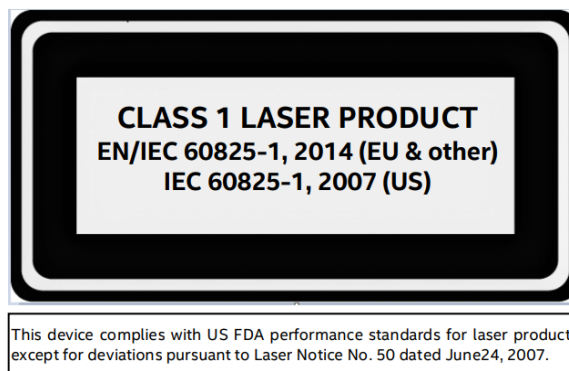 CLASS 1 LASER PRODUCT
EN/IEC 60825-1, 2014 (EU & other)
IEC 60825-1, 2007 (US)
This device complies with US FDA performance standards for laser product
except for deviations pursuant to Laser Notice No. 50 dated June24, 2007.